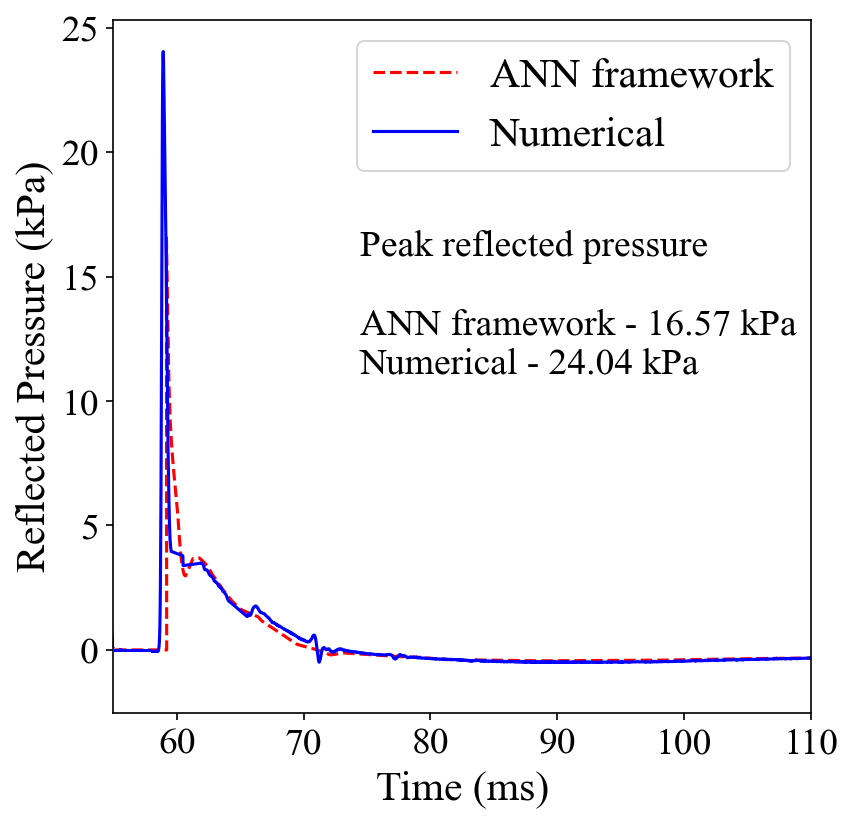 25
20
15
10
5
0
Reflected Pressure (kPa)
ANN framework
Numerical
Peak reflected pressure
ANN framework - 16.57 kPa
Numerical - 24.04 kPa
60 70 80 90 100 110
Time (ms)